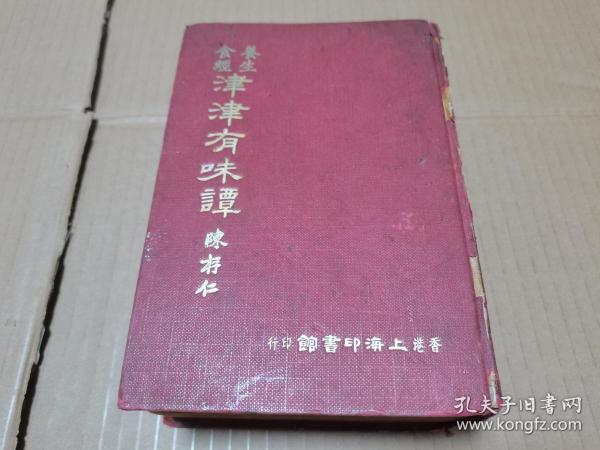 養生
食經
津津有味譚
陳存仁
香港上海印書館印行
孔夫子旧书网
www.kongfz.com